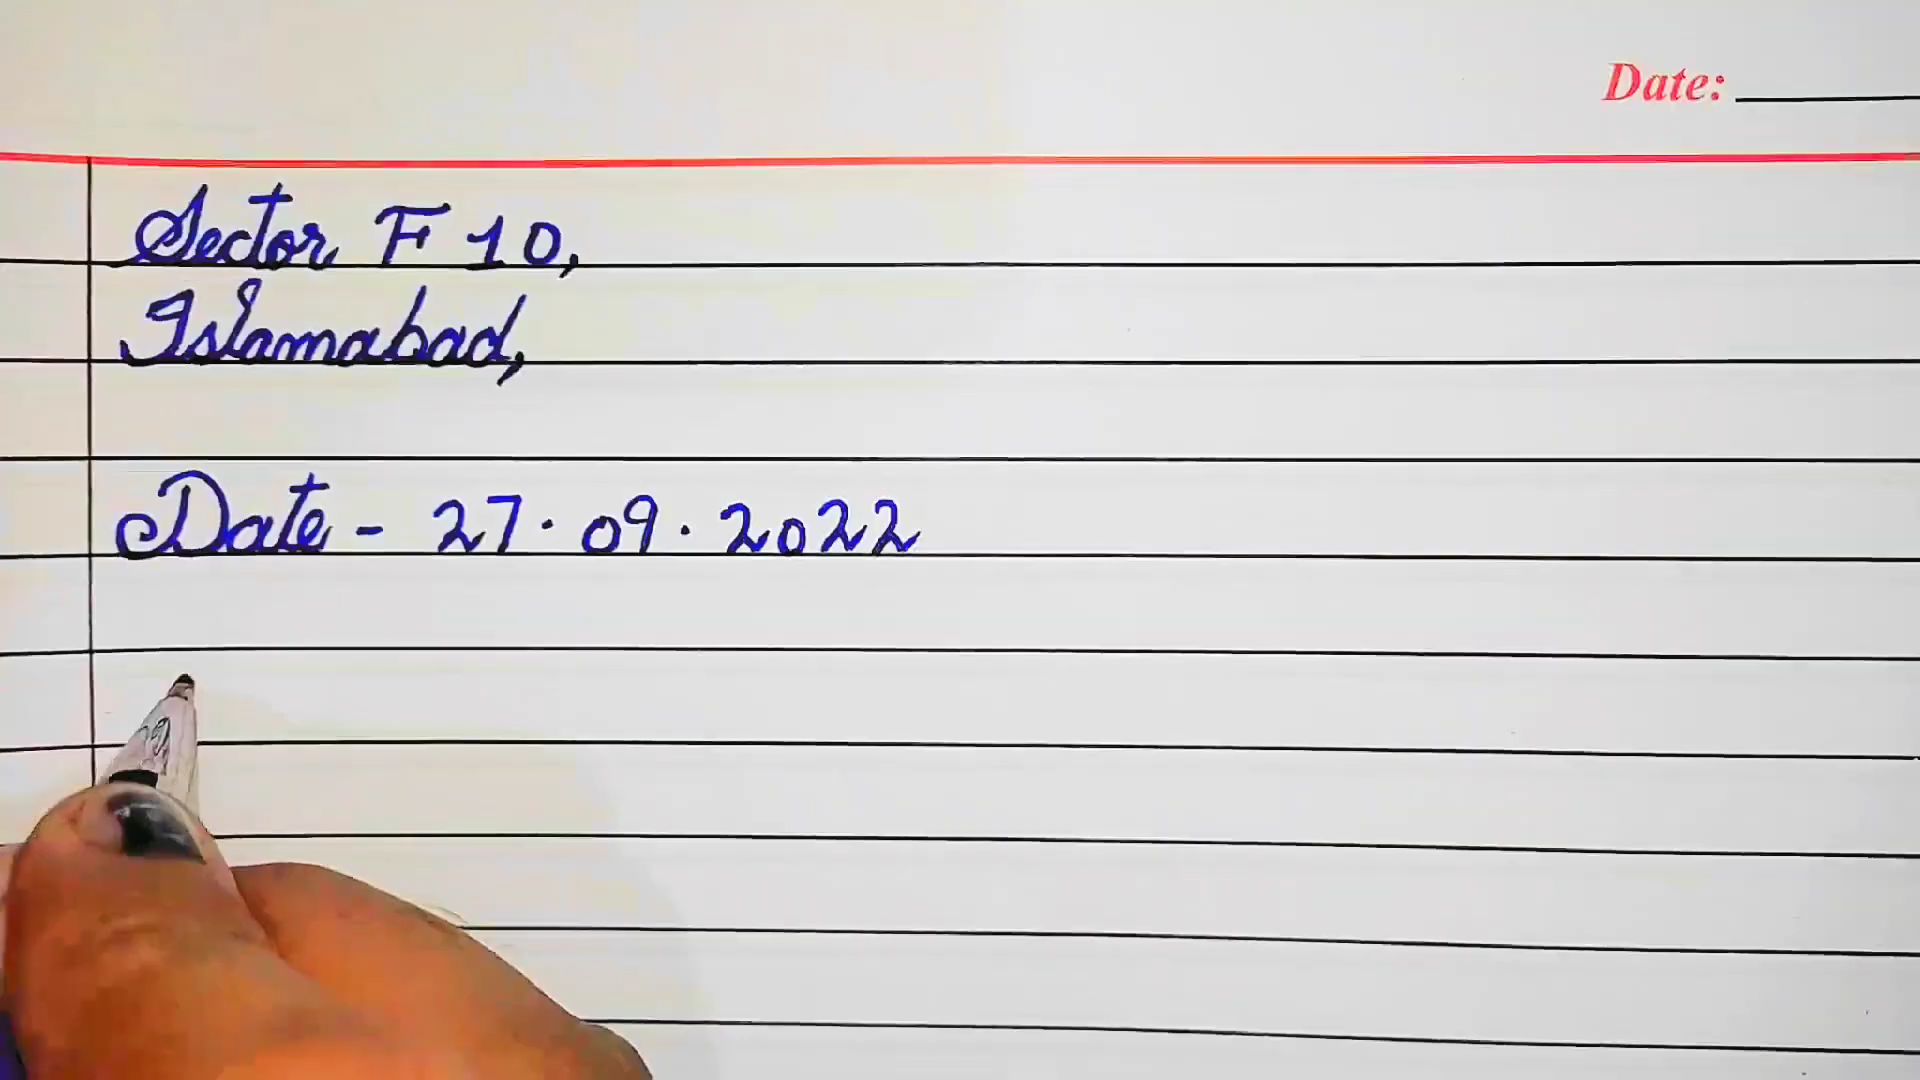 Date:
Sector F 10,
Islamabad,
Date - 27.09.2022